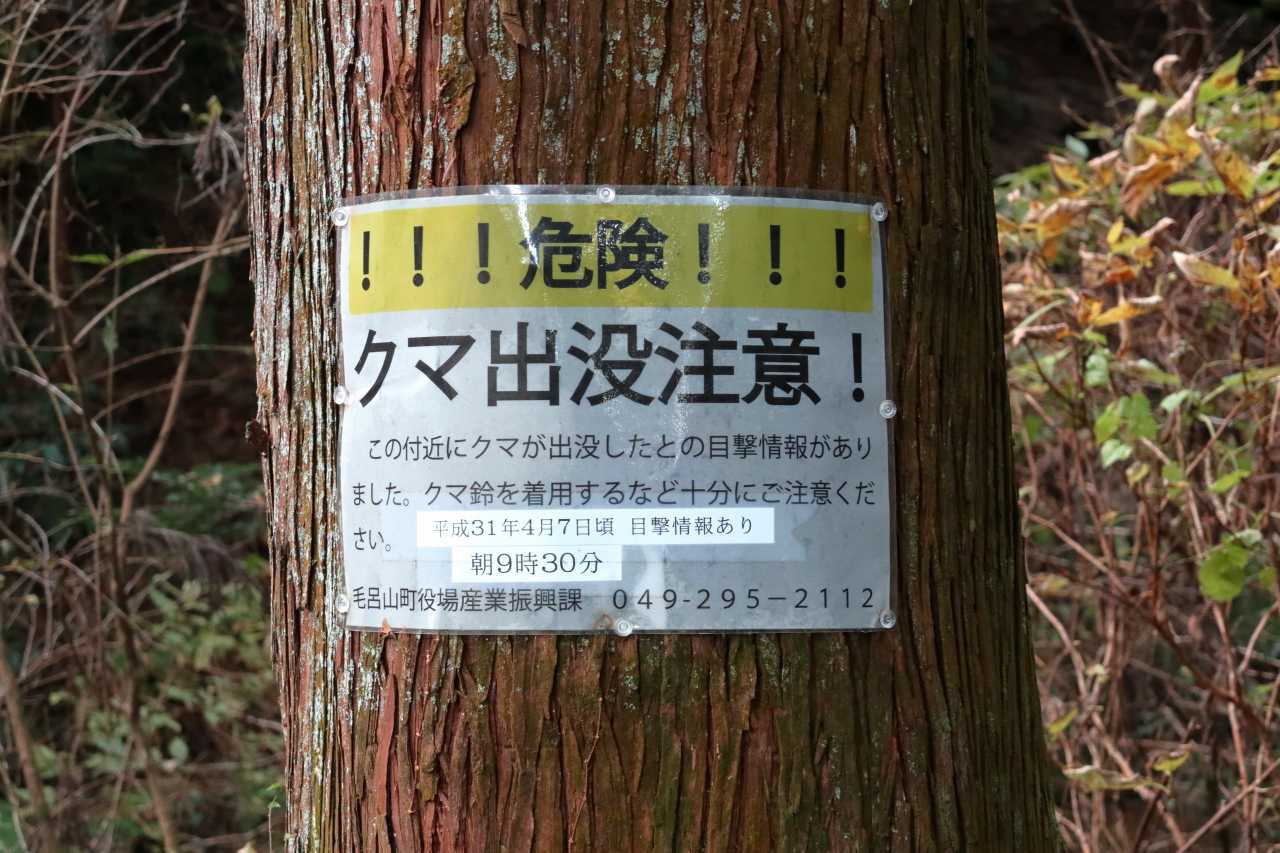 ！！！危険！！！
クマ出没注意！
この付近にクマが出没したとの目撃情報があり
ました。クマ鈴を着用するなど十分にご注意くだ
さい。
平成31年4月7日頃 目撃情報あり
朝9時30分
毛呂山町役場産業振興課 ０４９-２９５－２１１２